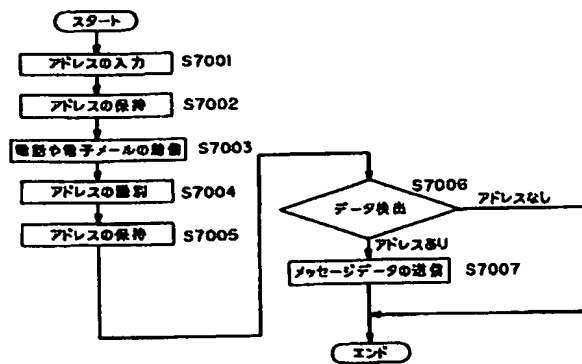 スタート
アドレスの入力 S7001
アドレスの保持 S7002
電話や電子メールの着信 S7003
アドレスの識別 S7004
アドレスの保持 S7005
S7006
データ検出
アドレスなし
アドレスあり
メッセージデータの送信 S7007
エンド